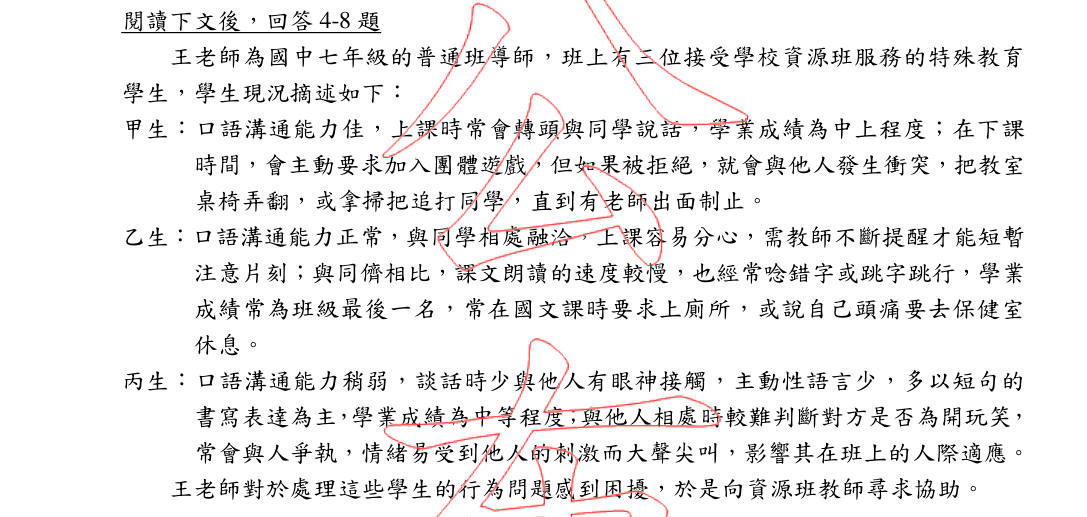 閱讀下文後，回答 4-8 題
王老師為國中七年級的普通班導師，班上有三位接受學校資源班服務的特殊教育
學生，學生現況摘述如下：
甲生：口語溝通能力佳，上課時常會轉頭與同學說話，學業成績為中上程度；在下課
時間，會主動要求加入團體遊戲，但如果被拒絕，就會與他人發生衝突，把教室
桌椅弄翻，或拿掃把追打同學，直到有老師出面制止。
乙生：口語溝通能力正常，與同學相處融洽。上課容易分心，需教師不斷提醒才能短暫
注意片刻；與同儕相比，課文朗讀的速度較慢，也經常唸錯字或跳字跳行，學業
成績常為班級最後一名，常在國文課時要求上廁所，或說自己頭痛要去保健室
休息。
丙生：口語溝通能力稍弱，談話時少與他人有眼神接觸，主動性語言少，多以短句的
書寫表達為主，學業成績為中等程度；與他人相處時較難判斷對方是否為開玩笑，
常會與人爭執，情緒易受到他人的刺激而大聲尖叫，影響其在班上的人際適應。
王老師對於處理這些學生的行為問題感到困擾，於是向資源班教師尋求協助。